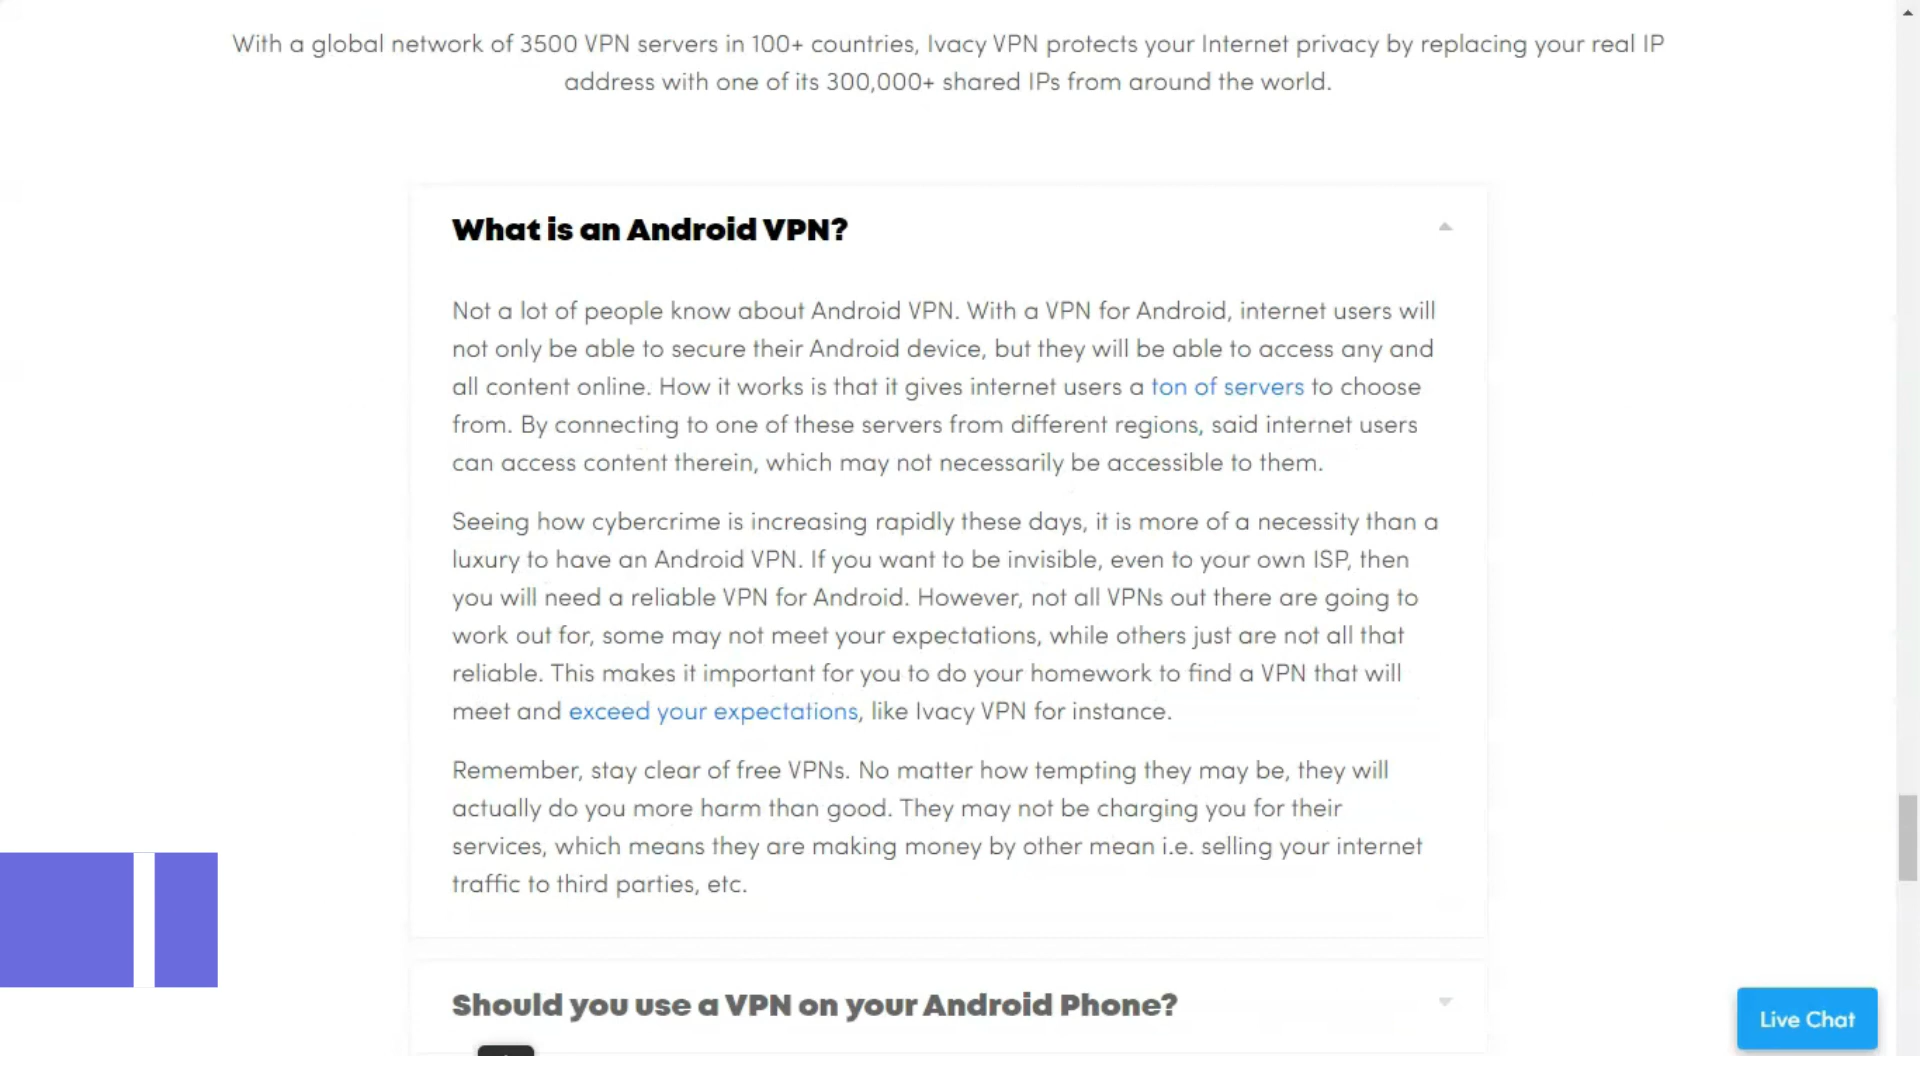 With a global network of 3500 VPN servers in 100+ countries, Ivacy VPN protects your Internet privacy by replacing your real IP
address with one of its 300,000+ shared IPs from around the world.
What is an Android VPN?
Not a lot of people know about Android VPN. With a VPN for Android, internet users will
not only be able to secure their Android device, but they will be able to access any and
all content online. How it works is that it gives internet users a ton of servers to choose
from. By connecting to one of these servers from different regions, said internet users
can access content therein, which may not necessarily be accessible to them.
Seeing how cybercrime is increasing rapidly these days, it is more of a necessity than a
luxury to have an Android VPN. If you want to be invisible, even to your own ISP, then
you will need a reliable VPN for Android. However, not all VPNs out there are going to
work out for, some may not meet your expectations, while others just are not all that
reliable. This makes it important for you to do your homework to find a VPN that will
meet and exceed your expectations, like Ivacy VPN for instance.
Remember, stay clear of free VPNs. No matter how tempting they may be, they will
actually do you more harm than good. They may not be charging you for their
services, which means they are making money by other mean i.e. selling your internet
traffic to third parties, etc.
Should you use a VPN on your Android Phone?
Live Chat